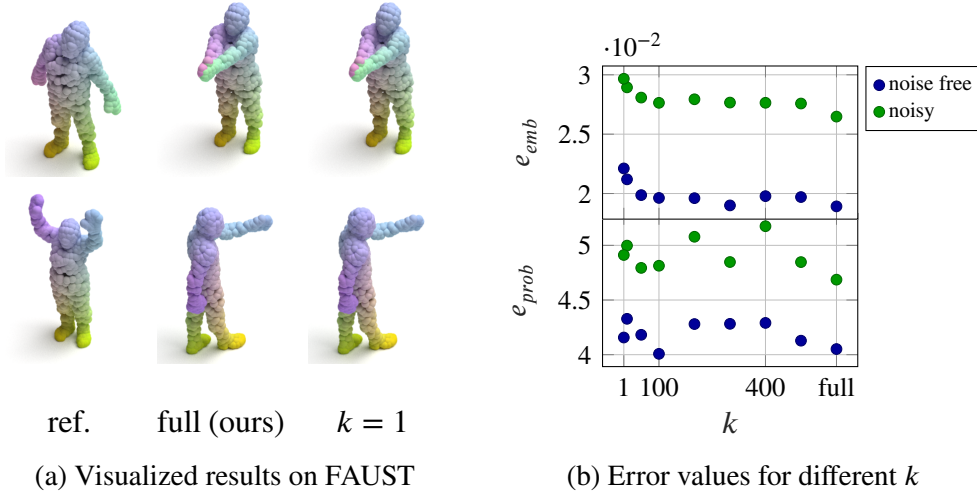 ref.
full (ours)
k = 1
(a) Visualized results on FAUST
·10⁻²
3
2.5
2
e_emb
5
4.5
4
e_prob
1
100
400
full
k
noise free
noisy
(b) Error values for different k